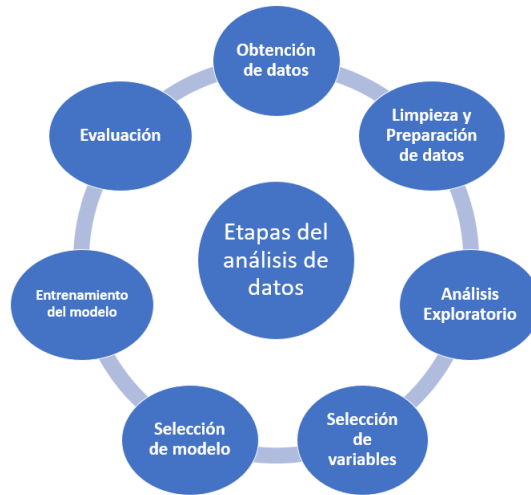 Obtención
de datos
Limpieza y
Preparación
de datos
Análisis
Exploratorio
Selección
de
variables
Selección
de modelo
Entrenamiento
del modelo
Evaluación
Etapas del
análisis de
datos